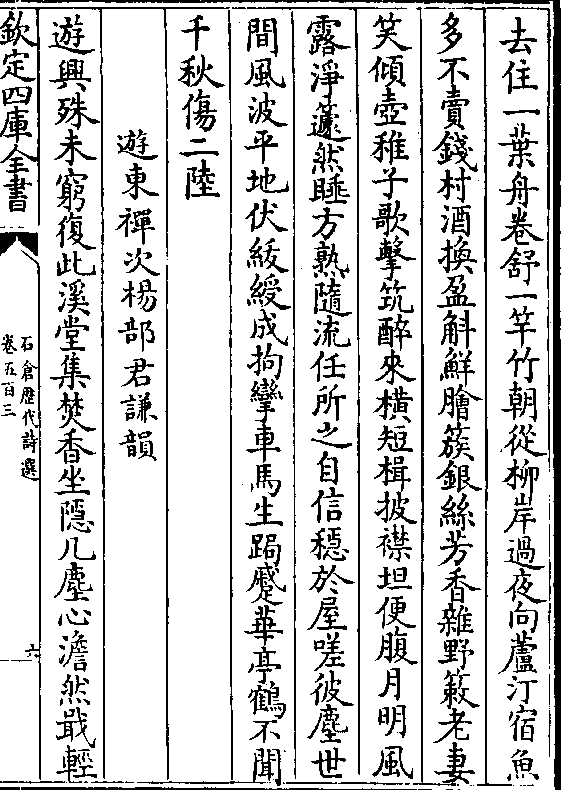 去住一葉舟卷舒一竿竹朝從柳岸過夜向蘆汀宿魚
多不賣錢村酒換盈斛鮮膾簇銀絲芳香雜野蔌老妻
笑傾壺稚子歌擊筑醉來橫短楫披襟坦便腹月明風
露淨蘧然睡方熟隨流任所之自信穩於屋嗟彼塵世
間風波平地伏紱綬成拘攣車馬生跼蹙華亭鶴不聞
千秋傷二陸
遊東禪次楊部君謙韻
遊興殊未窮復此溪堂集焚香坐隱几塵心澹然戢輕
欽定四庫全書
石倉歷代詩選
卷五百三
六